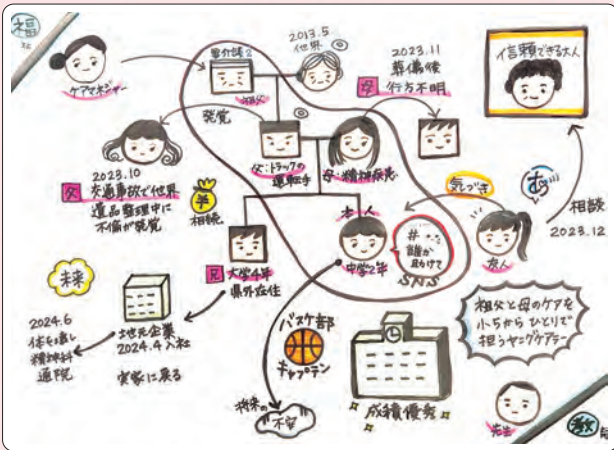 福
ケアマネジャー
要介護2
祖父
2013.5
他界
2023.11
葬儀後
行方不明
母
信頼できる大人
発覚
父:トラックの
運転手
母:精神疾患
2023.10
父
交通事故で他界
遺品整理中に
不倫が発覚
¥
相続
気づき
相談
2023.12
本人
中学2年
#
誰か
助けて
SNS
友人
兄
大学4年
県外在住
未来
2024.6
体を壊し
精神科
通院
地元企業
2024.4入社
実家に戻る
バスケ部
キャプテン
将来の
不安
成績優秀
祖父と母のケアを
小5からひとりで
担うヤングケアラー
先生
教